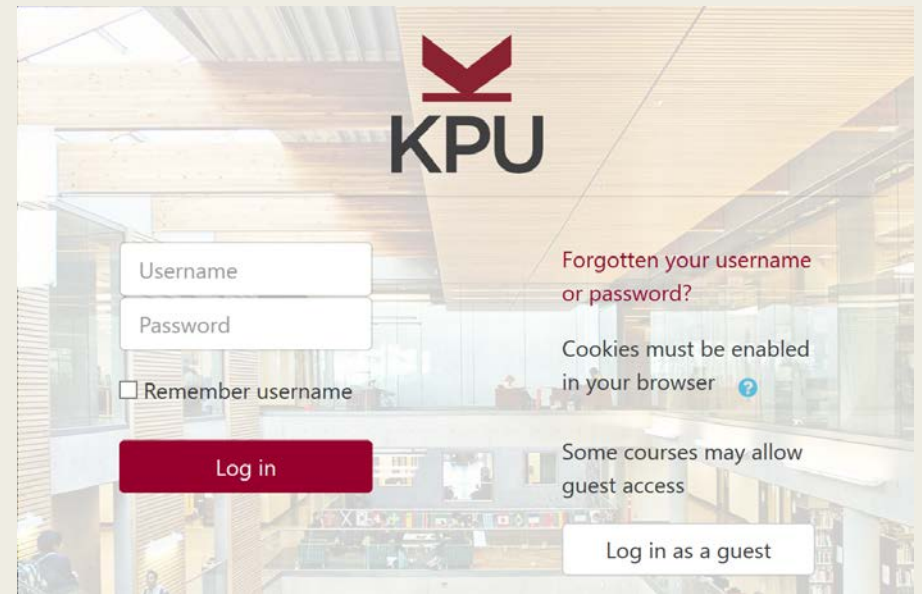 KPU
Username
Password
Remember username
Log in
Forgotten your username
or password?
Cookies must be enabled
in your browser
Some courses may allow
guest access
Log in as a guest